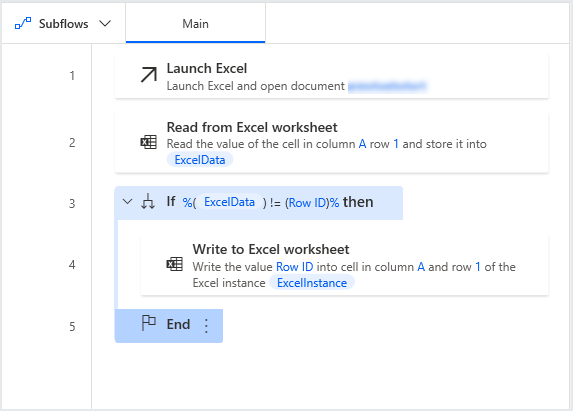 Subflows
Main
1
Launch Excel
Launch Excel and open document
2
Read from Excel worksheet
Read the value of the cell in column A row 1 and store it into
ExcelData
3
If %( ExcelData ) != (Row ID)% then
4
Write to Excel worksheet
Write the value Row ID into cell in column A and row 1 of the
Excel instance ExcelInstance
5
End